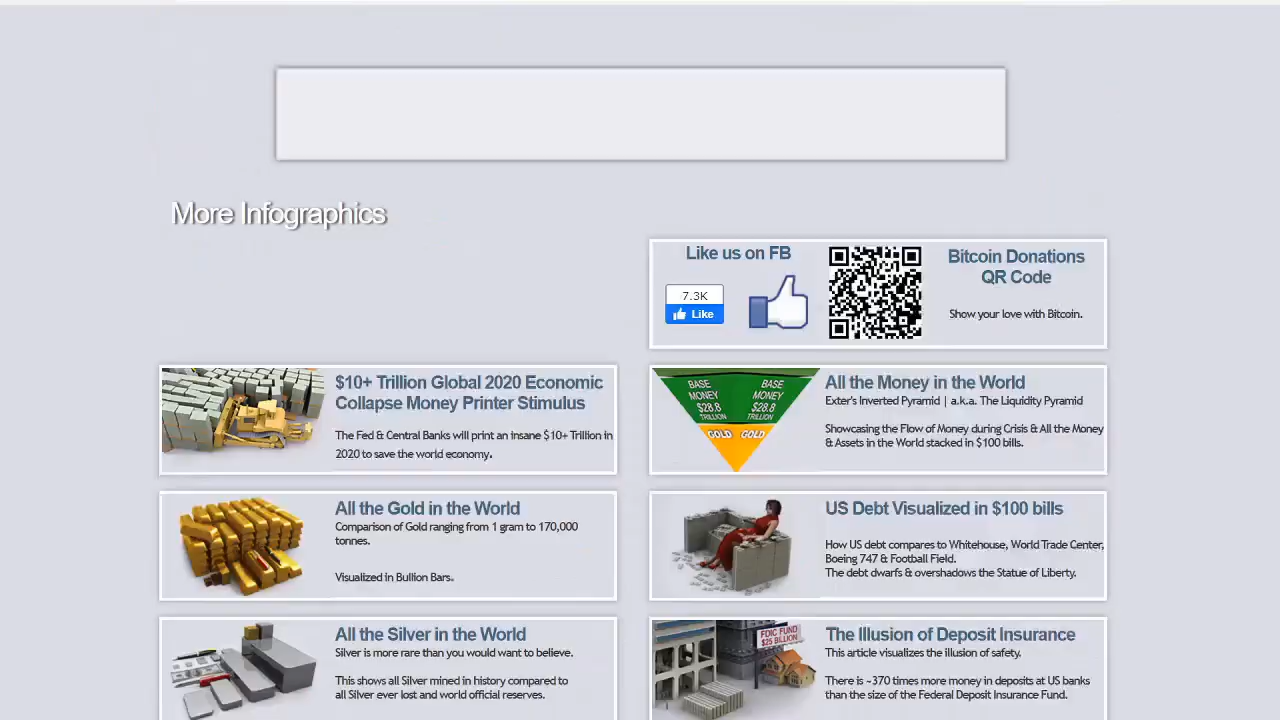 More Infographics
Like us on FB
7.3K
Like
Bitcoin Donations
QR Code
Show your love with Bitcoin.
$10+ Trillion Global 2020 Economic
Collapse Money Printer Stimulus
The Fed & Central Banks will print an insane $10+ Trillion in
2020 to save the world economy.
BASE BASE
MONEY MONEY
$28.8 $28.8
TRILLION TRILLION
GOLD GOLD
All the Money in the World
Exter's Inverted Pyramid | a.k.a. The Liquidity Pyramid
Showcasing the Flow of Money during Crisis & All the Money
& Assets in the World stacked in $100 bills.
All the Gold in the World
Comparison of Gold ranging from 1 gram to 170,000
tonnes.
Visualized in Bullion Bars.
US Debt Visualized in $100 bills
How US debt compares to Whitehouse, World Trade Center,
Boeing 747 & Football Field.
The debt dwarfs & overshadows the Statue of Liberty.
All the Silver in the World
Silver is more rare than you would want to believe.
This shows all Silver mined in history compared to
all Silver ever lost and world official reserves.
FDIC FUND
$25 BILLION
The Illusion of Deposit Insurance
This article visualizes the illusion of safety.
There is ~370 times more money in deposits at US banks
than the size of the Federal Deposit Insurance Fund.